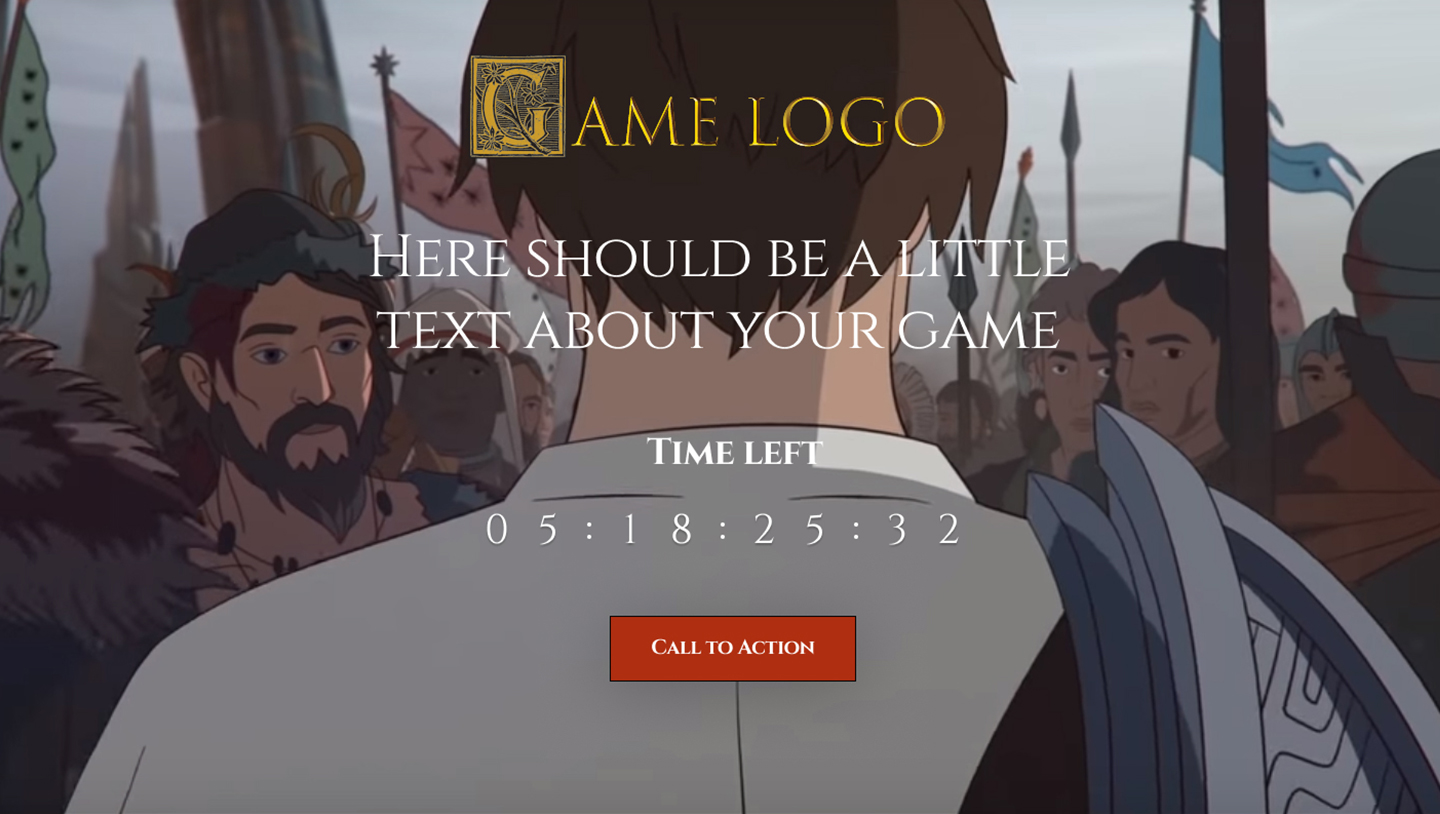 GAME LOGO
HERE SHOULD BE A LITTLE
TEXT ABOUT YOUR GAME
TIME LEFT
05:18:25:32
CALL TO ACTION